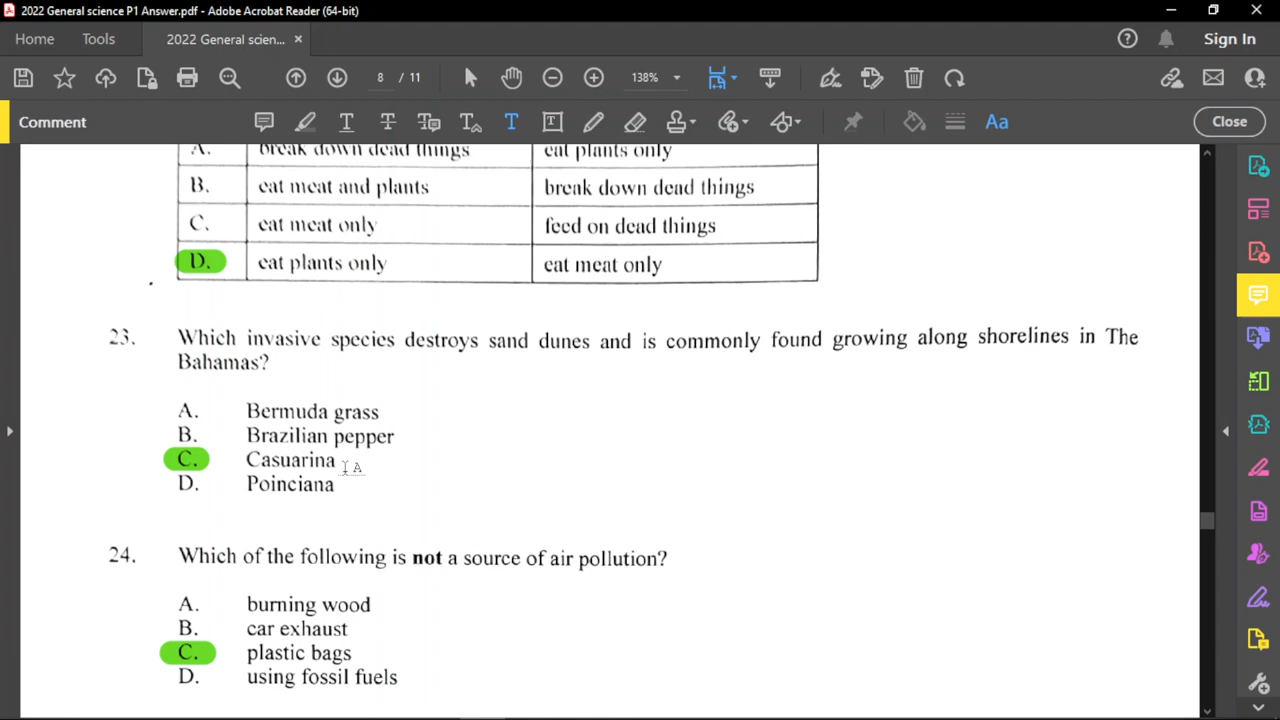 2022 General science P1 Answer.pdf - Adobe Acrobat Reader (64-bit)
Home Tools 2022 General scien... × Sign In
8 / 11 138%
Comment Close
A. break down dead things eat plants only
B. eat meat and plants break down dead things
C. eat meat only feed on dead things
D. eat plants only eat meat only
23. Which invasive species destroys sand dunes and is commonly found growing along shorelines in The
Bahamas?
A. Bermuda grass
B. Brazilian pepper
C. Casuarina
D. Poinciana
24. Which of the following is not a source of air pollution?
A. burning wood
B. car exhaust
C. plastic bags
D. using fossil fuels